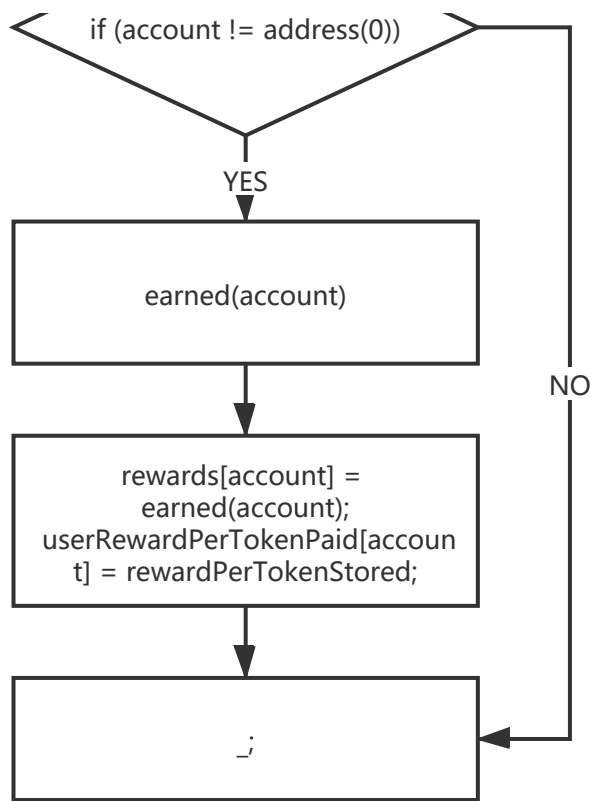 if (account != address(0))
YES
earned(account)
NO
rewards[account] =
earned(account);
userRewardPerTokenPaid[accoun
t] = rewardPerTokenStored;
_;